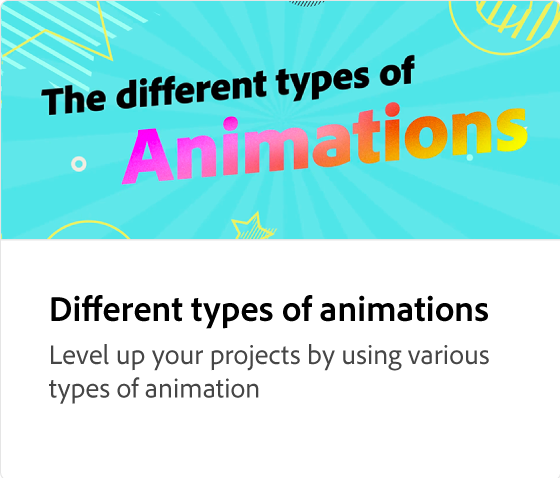 The different types of
Animations
Different types of animations
Level up your projects by using various
types of animation